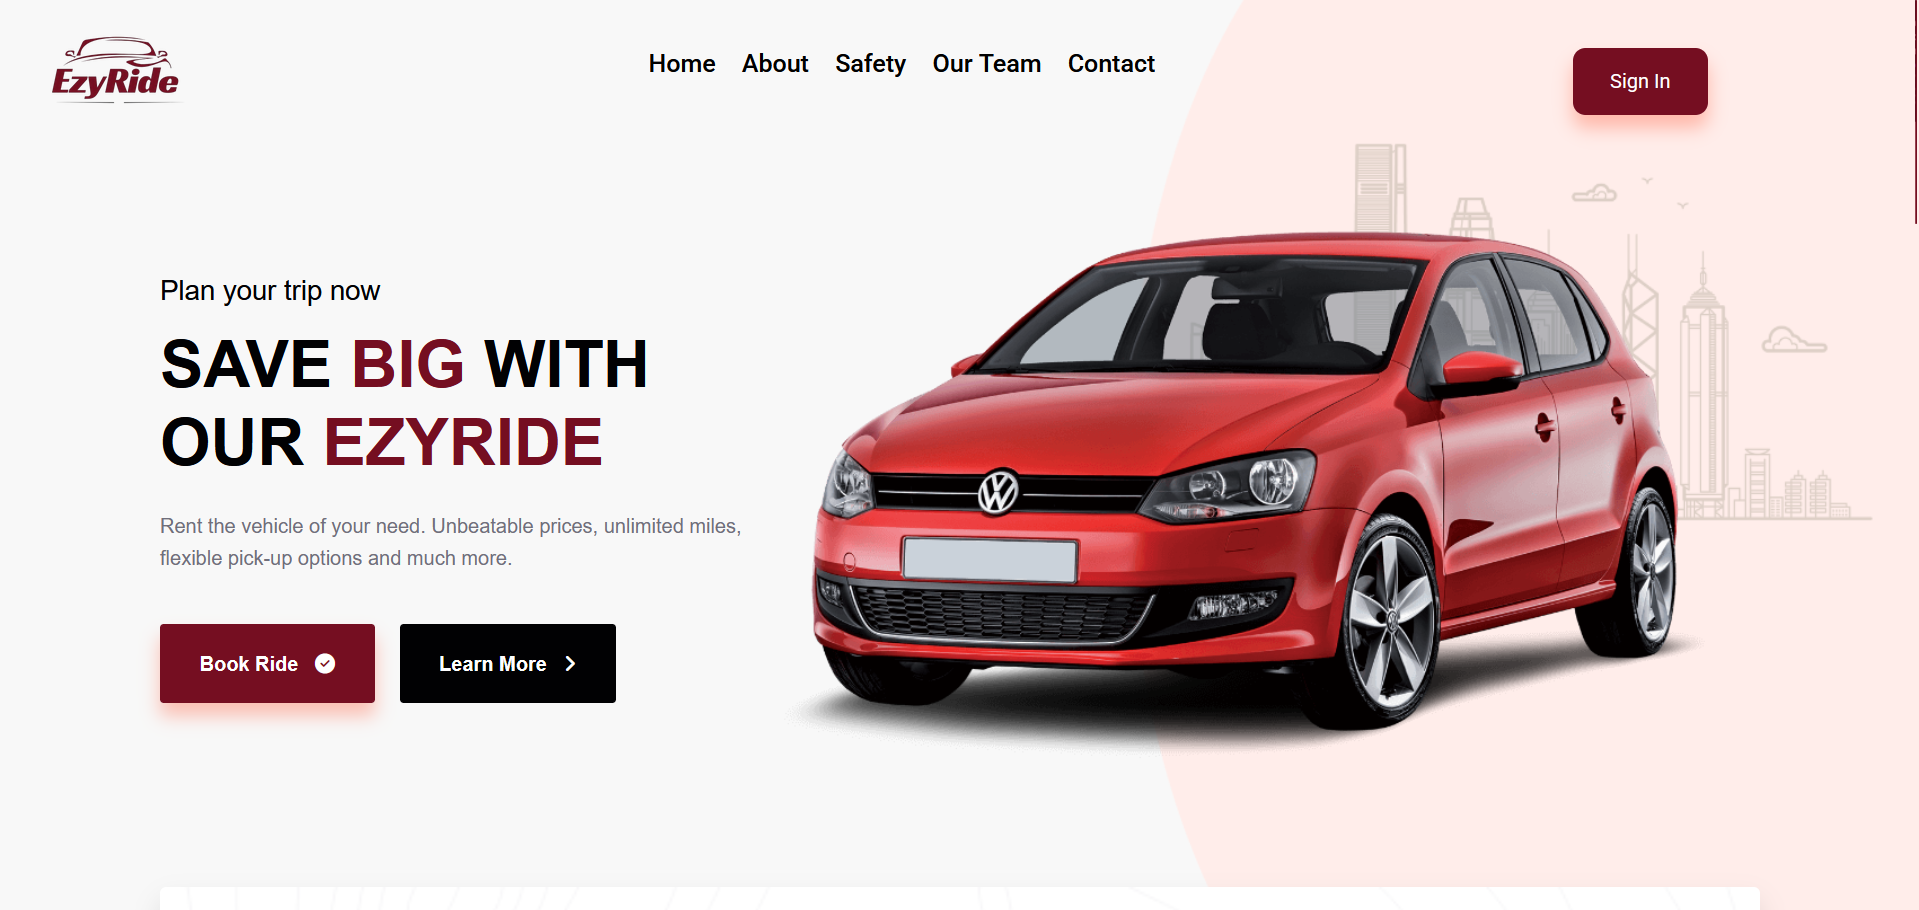 EzyRide
Home About Safety Our Team Contact
Sign In
Plan your trip now
SAVE BIG WITH
OUR EZYRIDE
Rent the vehicle of your need. Unbeatable prices, unlimited miles,
flexible pick-up options and much more.
Book Ride
Learn More